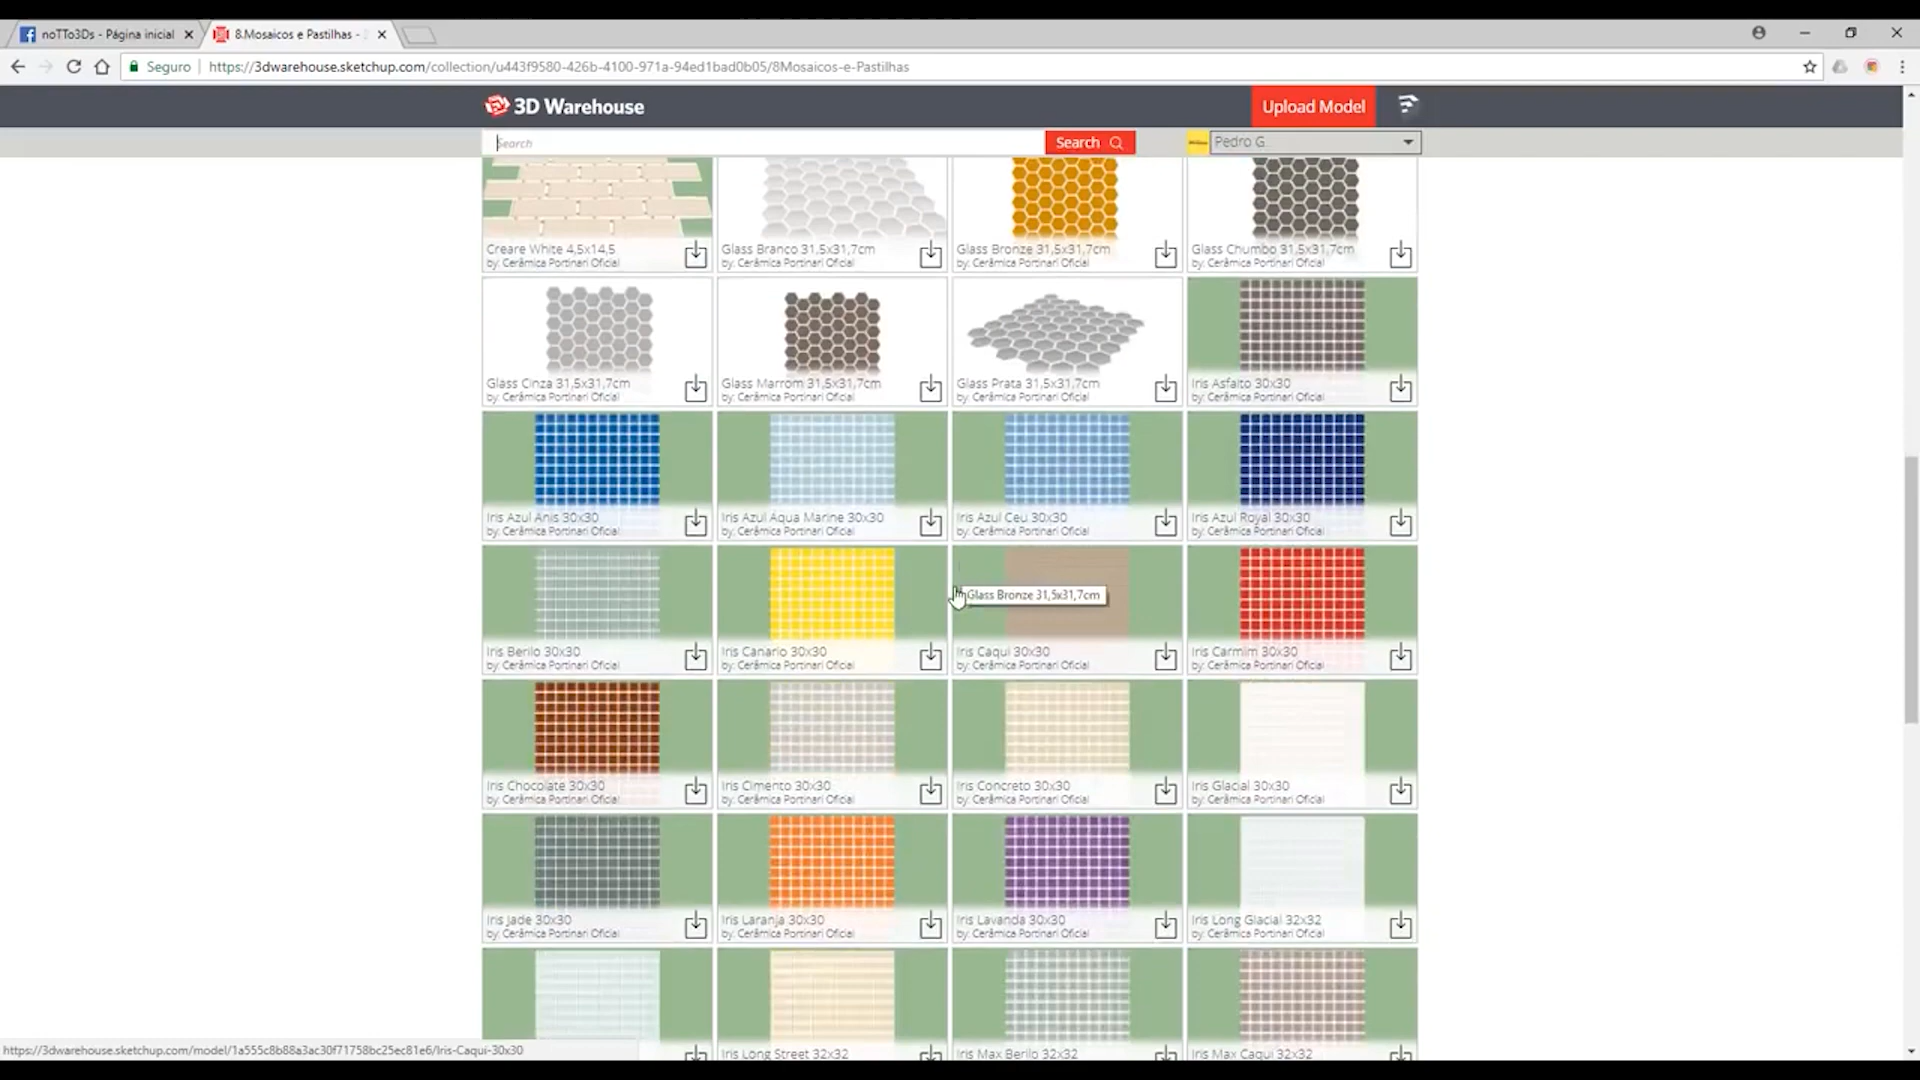 noTTo3Ds - Página inicial
8.Mosaicos e Pastilhas -
Seguro
https://3dwarehouse.sketchup.com/collection/u443f9580-426b-4100-971a-94ed1bad0b05/8Mosaicos-e-Pastilhas
3D Warehouse
Upload Model
Search
Search
Pedro G.
Creare White 4,5x14,5
by: Cerâmica Portinari Oficial
Glass Branco 31,5x31,7cm
by: Cerâmica Portinari Oficial
Glass Bronze 31,5x31,7cm
by: Cerâmica Portinari Oficial
Glass Chumbo 31,5x31,7cm
by: Cerâmica Portinari Oficial
Glass Cinza 31,5x31,7cm
by: Cerâmica Portinari Oficial
Glass Marrom 31,5x31,7cm
by: Cerâmica Portinari Oficial
Glass Prata 31,5x31,7cm
by: Cerâmica Portinari Oficial
Iris Asfalto 30x30
by: Cerâmica Portinari Oficial
Iris Azul Anis 30x30
by: Cerâmica Portinari Oficial
Iris Azul Aqua Marine 30x30
by: Cerâmica Portinari Oficial
Iris Azul Ceu 30x30
by: Cerâmica Portinari Oficial
Iris Azul Royal 30x30
by: Cerâmica Portinari Oficial
Glass Bronze 31,5x31,7cm
Iris Berilo 30x30
by: Cerâmica Portinari Oficial
Iris Canario 30x30
by: Cerâmica Portinari Oficial
Iris Caqui 30x30
by: Cerâmica Portinari Oficial
Iris Carmim 30x30
by: Cerâmica Portinari Oficial
Iris Chocolate 30x30
by: Cerâmica Portinari Oficial
Iris Cimento 30x30
by: Cerâmica Portinari Oficial
Iris Concreto 30x30
by: Cerâmica Portinari Oficial
Iris Glacial 30x30
by: Cerâmica Portinari Oficial
Iris Jade 30x30
by: Cerâmica Portinari Oficial
Iris Laranja 30x30
by: Cerâmica Portinari Oficial
Iris Lavanda 30x30
by: Cerâmica Portinari Oficial
Iris Long Glacial 32x32
by: Cerâmica Portinari Oficial
Iris Long Street 32x32
Iris Max Berilo 32x32
Iris Max Caqui 32x32
https://3dwarehouse.sketchup.com/model/1a555c8b88a3ac30f71758bc25ec81e6/Iris-Caqui-30x30